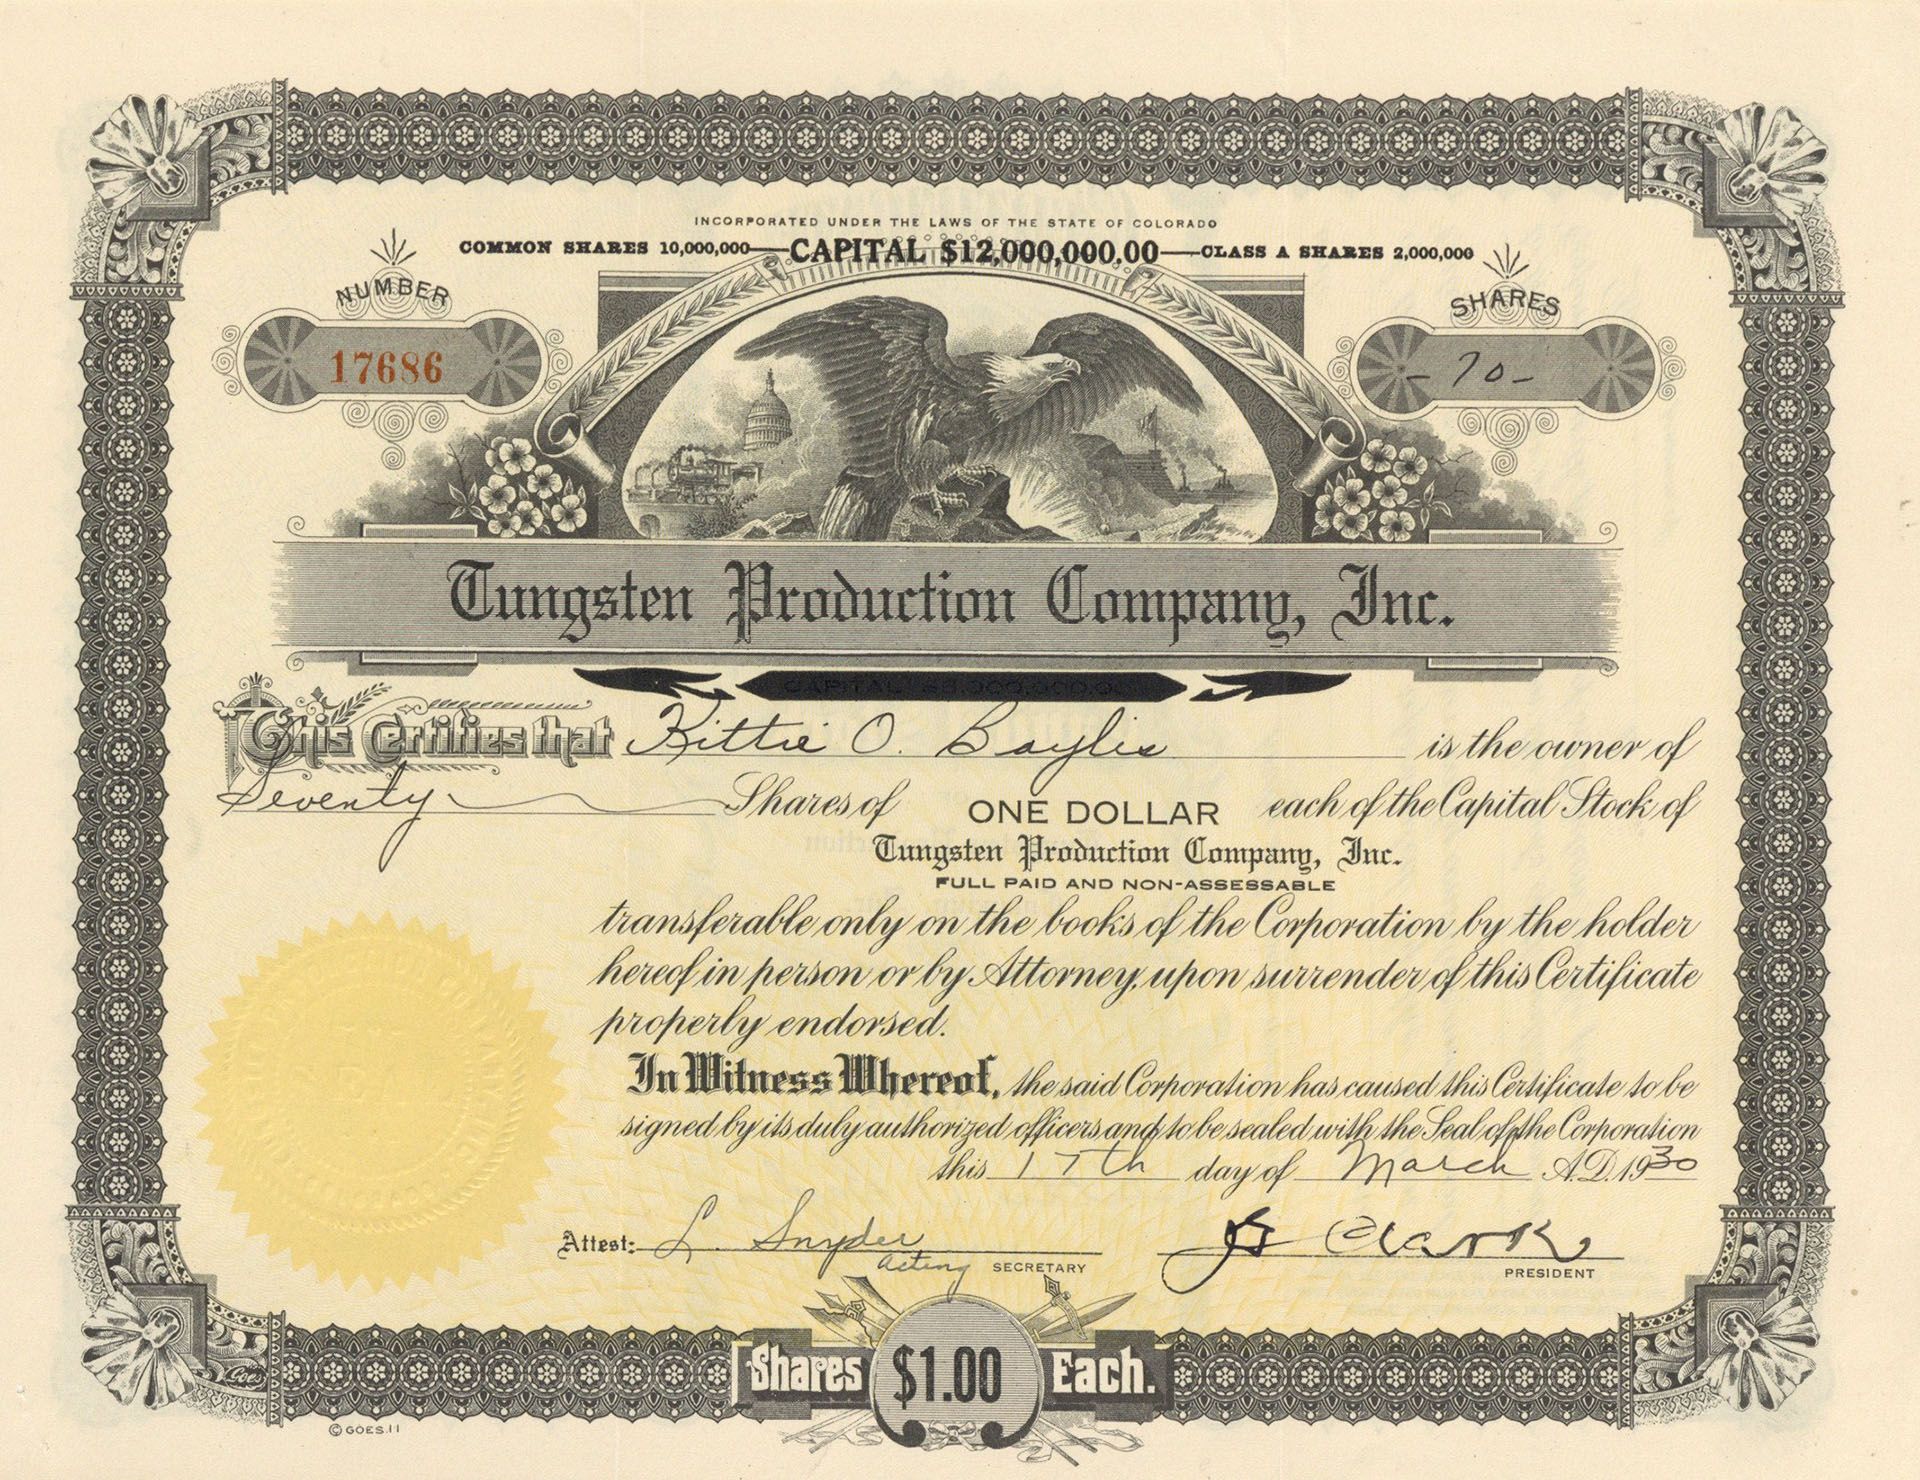 INCORPORATED UNDER THE LAWS OF THE STATE OF COLORADO
COMMON SHARES 10,000,000—CAPITAL $12,000,000.00—CLASS A SHARES 2,000,000
NUMBER
17686
SHARES
-70-
Tungsten Production Company, Inc.
This Certifies that Kittie O. Baylis is the owner of
Seventy Shares of ONE DOLLAR each of the Capital Stock of
Tungsten Production Company, Inc.
FULL PAID AND NON-ASSESSABLE
transferable only on the books of the Corporation by the holder
hereof in person or by Attorney, upon surrender of this Certificate
properly endorsed.
In Witness Whereof, the said Corporation has caused this Certificate to be
signed by its duly authorized officers and to be sealed with the Seal of the Corporation
this 17th day of March A.D. 1930
Attest: L. Snyder
Acting SECRETARY
Clark
PRESIDENT
Shares $1.00 Each.
Goes
© GOES. 11